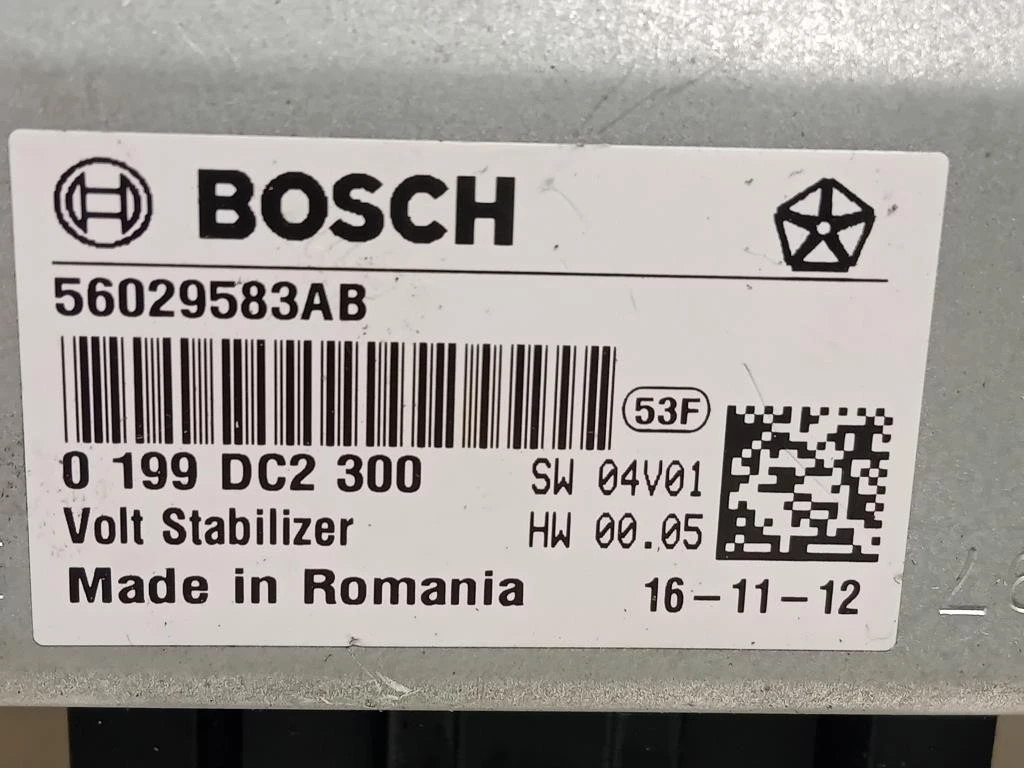 BOSCH
56029583AB
53F
0 199 DC2 300 SW 04V01
Volt Stabilizer HW 00.05
Made in Romania 16-11-12